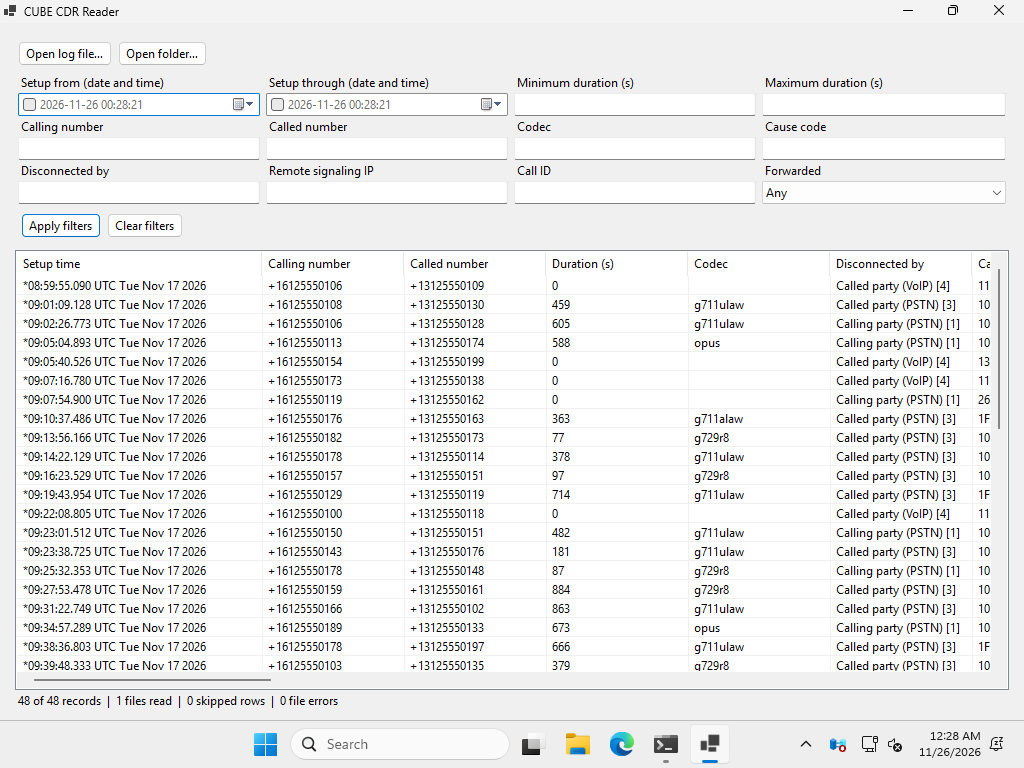 CUBE CDR Reader
Open log file... Open folder...
Setup from (date and time) Setup through (date and time) Minimum duration (s) Maximum duration (s)
2026-11-26 00:28:21 2026-11-26 00:28:21
Calling number Called number Codec Cause code
Disconnected by Remote signaling IP Call ID Forwarded
Any
Apply filters Clear filters
Setup time Calling number Called number Duration (s) Codec Disconnected by Ca
*08:59:55.090 UTC Tue Nov 17 2026 +16125550106 +13125550109 0 Called party (VoIP) [4] 11
*09:01:09.128 UTC Tue Nov 17 2026 +16125550108 +13125550130 459 g711ulaw Called party (PSTN) [3] 10
*09:02:26.773 UTC Tue Nov 17 2026 +16125550106 +13125550128 605 g711ulaw Calling party (PSTN) [1] 10
*09:05:04.893 UTC Tue Nov 17 2026 +16125550113 +13125550174 588 opus Calling party (PSTN) [1] 10
*09:05:40.526 UTC Tue Nov 17 2026 +16125550154 +13125550199 0 Called party (VoIP) [4] 13
*09:07:16.780 UTC Tue Nov 17 2026 +16125550173 +13125550138 0 Called party (VoIP) [4] 11
*09:07:54.900 UTC Tue Nov 17 2026 +16125550119 +13125550162 0 Calling party (PSTN) [1] 26
*09:10:37.486 UTC Tue Nov 17 2026 +16125550176 +13125550163 363 g711alaw Called party (PSTN) [3] 1F
*09:13:56.166 UTC Tue Nov 17 2026 +16125550182 +13125550173 77 g729r8 Called party (PSTN) [3] 10
*09:14:22.129 UTC Tue Nov 17 2026 +16125550178 +13125550114 378 g711ulaw Called party (PSTN) [3] 10
*09:16:23.529 UTC Tue Nov 17 2026 +16125550157 +13125550151 97 g729r8 Called party (PSTN) [3] 10
*09:19:43.954 UTC Tue Nov 17 2026 +16125550129 +13125550119 714 g711ulaw Called party (PSTN) [3] 1F
*09:22:08.805 UTC Tue Nov 17 2026 +16125550100 +13125550118 0 Called party (VoIP) [4] 11
*09:23:01.512 UTC Tue Nov 17 2026 +16125550150 +13125550151 482 g711ulaw Calling party (PSTN) [1] 10
*09:23:38.725 UTC Tue Nov 17 2026 +16125550143 +13125550176 181 g711ulaw Called party (PSTN) [3] 10
*09:25:32.353 UTC Tue Nov 17 2026 +16125550178 +13125550148 87 g729r8 Calling party (PSTN) [1] 10
*09:27:53.478 UTC Tue Nov 17 2026 +16125550159 +13125550161 884 g729r8 Called party (PSTN) [3] 10
*09:31:22.749 UTC Tue Nov 17 2026 +16125550166 +13125550102 863 g711ulaw Called party (PSTN) [3] 10
*09:34:57.289 UTC Tue Nov 17 2026 +16125550189 +13125550133 673 opus Calling party (PSTN) [1] 10
*09:38:36.803 UTC Tue Nov 17 2026 +16125550178 +13125550197 666 g711ulaw Called party (PSTN) [3] 1F
*09:39:48.333 UTC Tue Nov 17 2026 +16125550103 +13125550135 379 g729r8 Called party (PSTN) [3] 10
48 of 48 records | 1 files read | 0 skipped rows | 0 file errors
Search
12:28 AM
11/26/2026